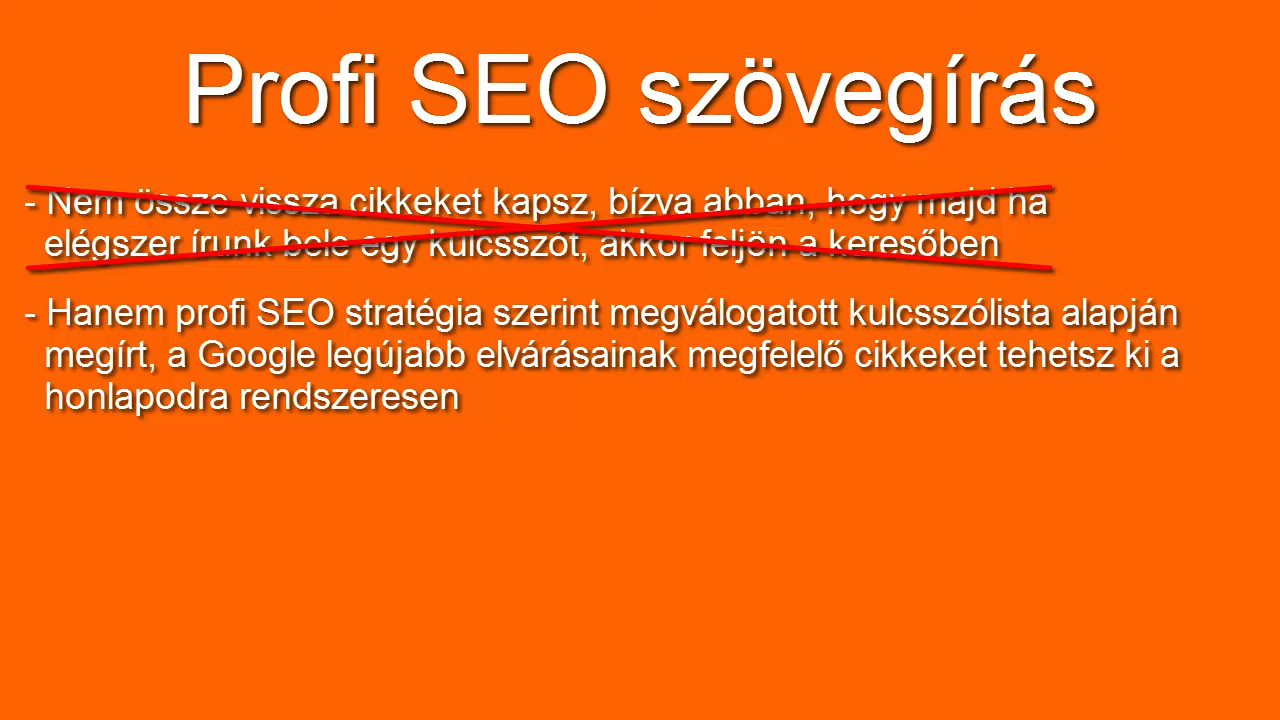 Profi SEO szövegírás
- Nem össze-vissza cikkeket kapsz, bízva abban, hogy majd ha
elégszer írunk bele egy kulcsszót, akkor feljön a keresőben
- Hanem profi SEO stratégia szerint megválogatott kulcsszólista alapján
megírt, a Google legújabb elvárásainak megfelelő cikkeket tehetsz ki a
honlapodra rendszeresen